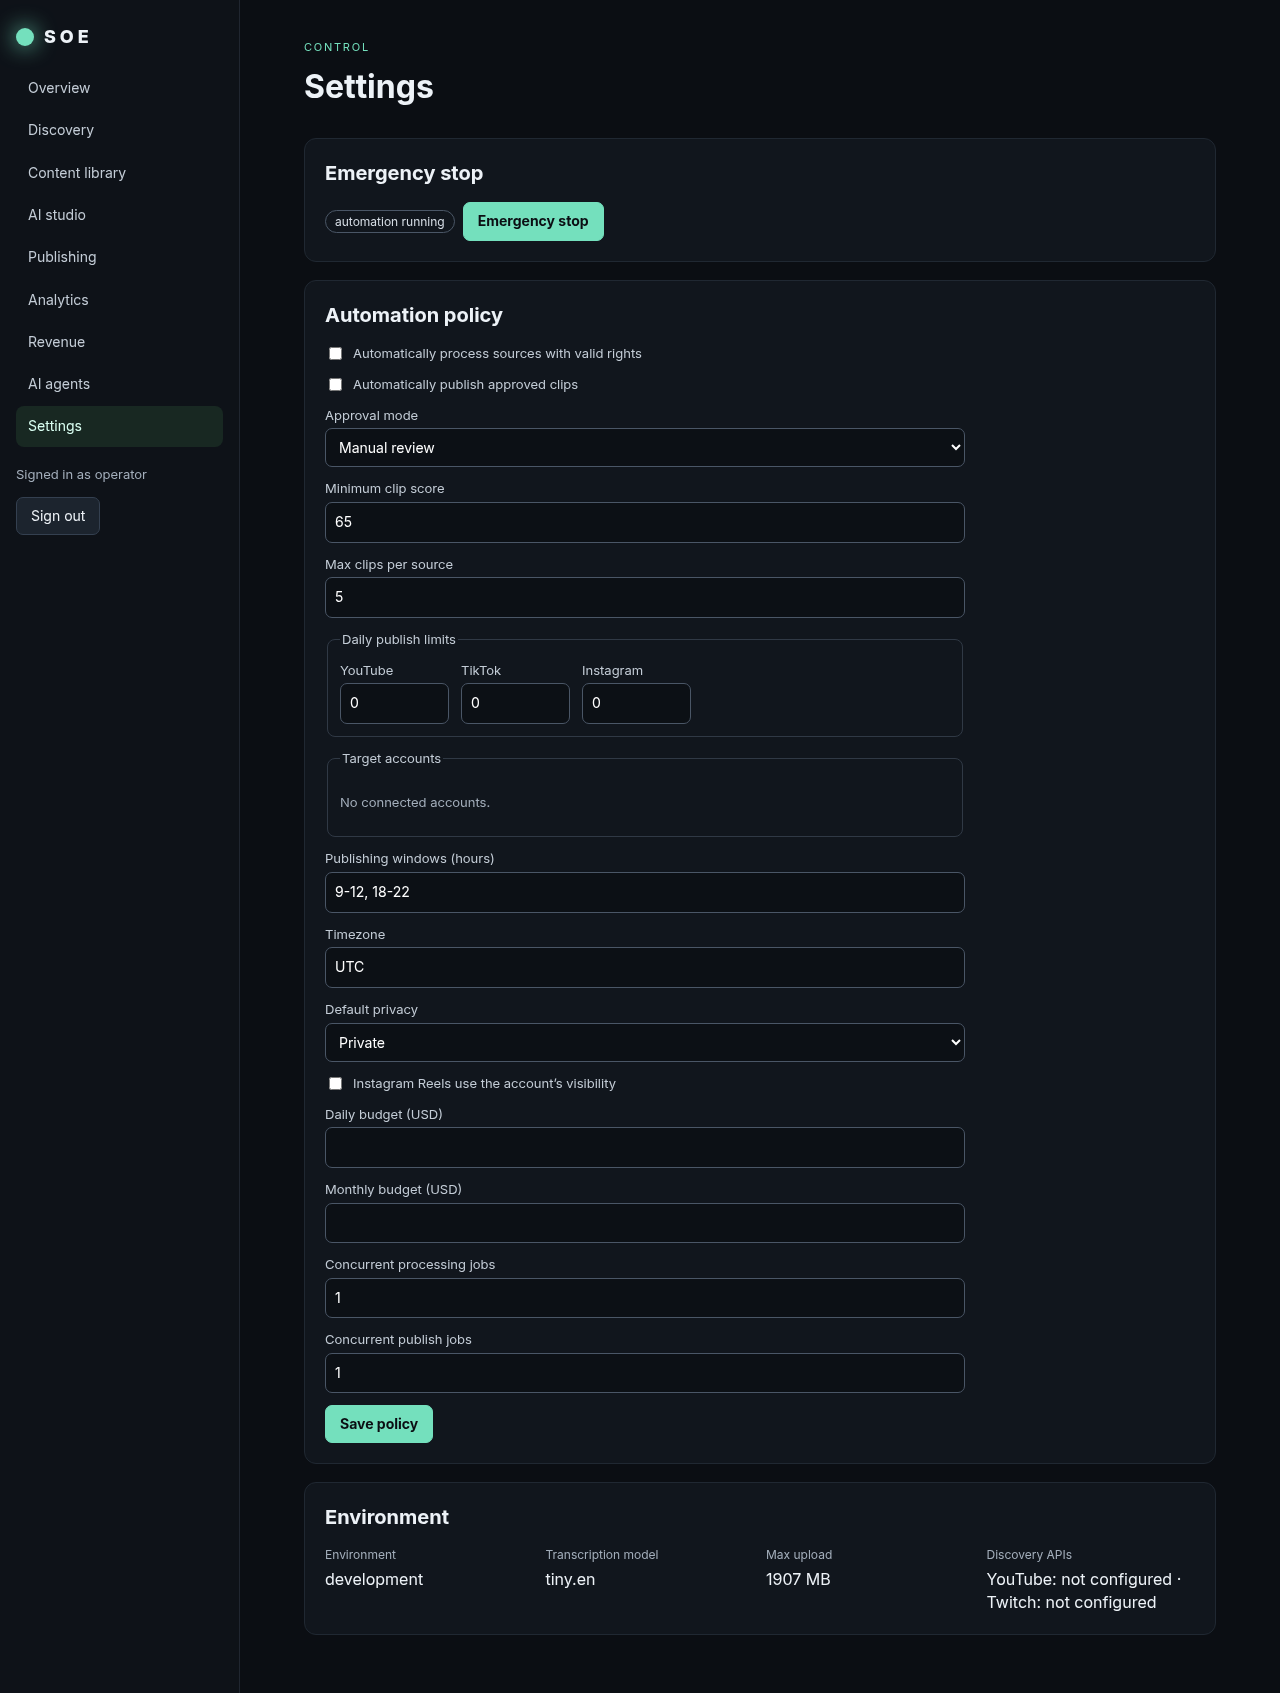 SOE
Overview
Discovery
Content library
AI studio
Publishing
Analytics
Revenue
AI agents
Settings
Signed in as operator
Sign out
CONTROL
Settings
Emergency stop
automation running
Emergency stop
Automation policy
Automatically process sources with valid rights
Automatically publish approved clips
Approval mode
Manual review
Minimum clip score
65
Max clips per source
5
Daily publish limits
YouTube TikTok Instagram
0 0 0
Target accounts
No connected accounts.
Publishing windows (hours)
9-12, 18-22
Timezone
UTC
Default privacy
Private
Instagram Reels use the account’s visibility
Daily budget (USD)
Monthly budget (USD)
Concurrent processing jobs
1
Concurrent publish jobs
1
Save policy
Environment
Environment Transcription model Max upload Discovery APIs
development tiny.en 1907 MB YouTube: not configured ·
Twitch: not configured